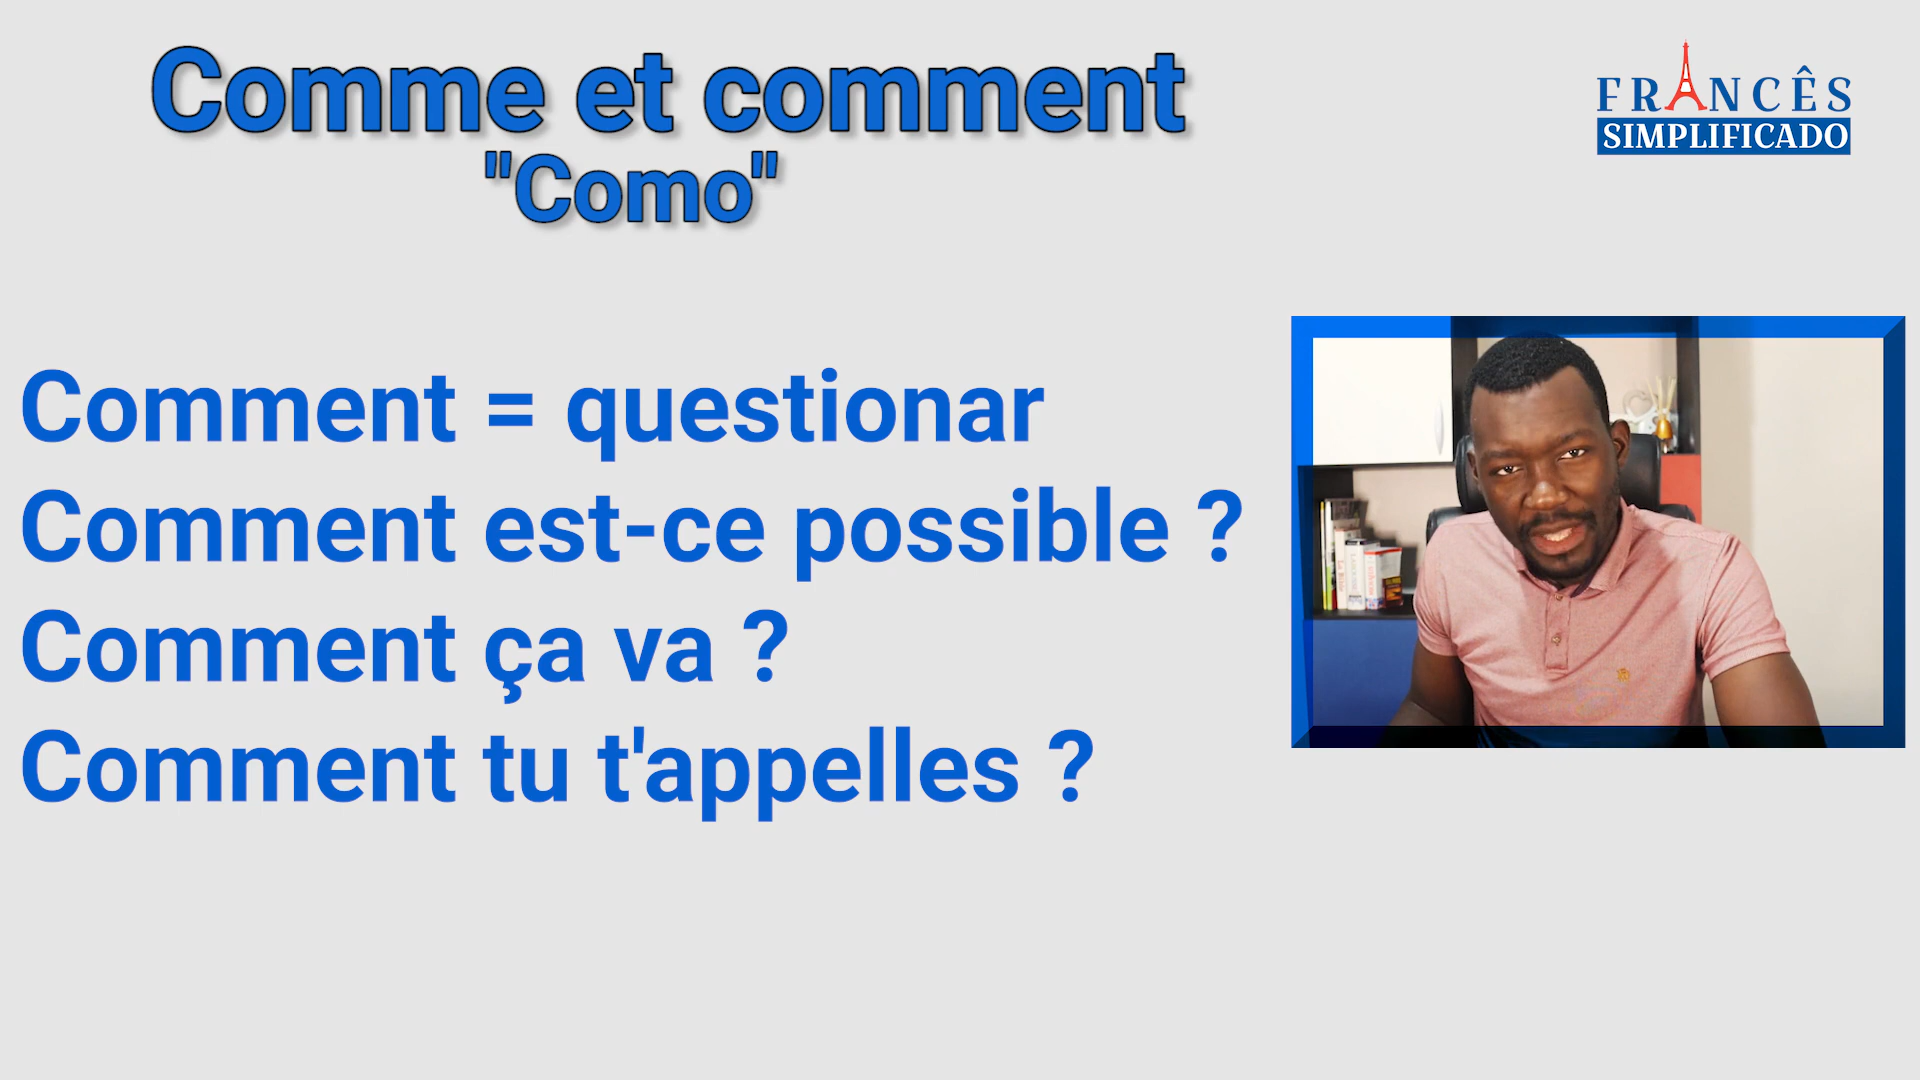 Comme et comment
"Como"
FRANCÊS
SIMPLIFICADO
Comment = questionar
Comment est-ce possible ?
Comment ça va ?
Comment tu t'appelles ?